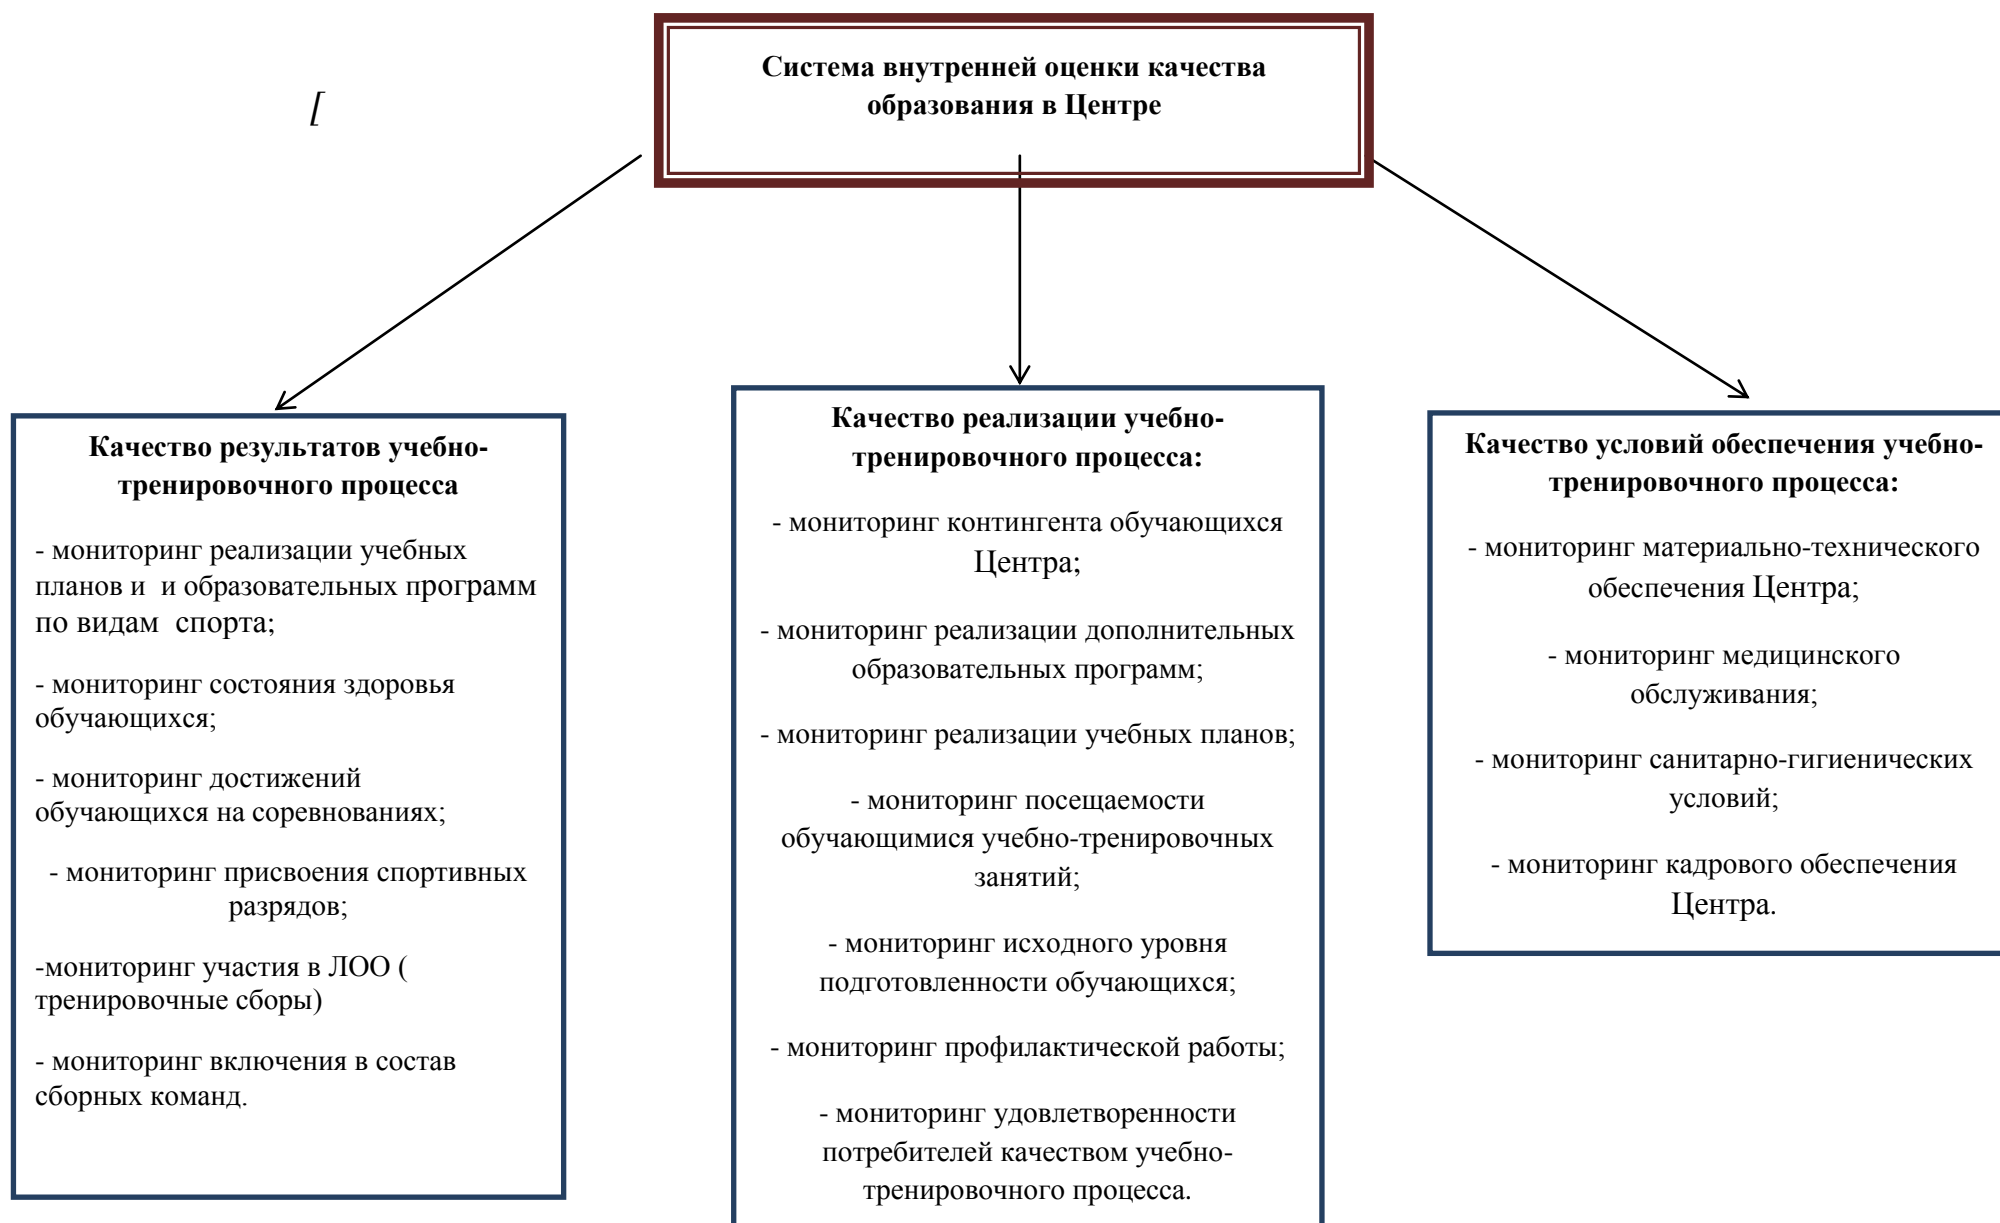 Система внутренней оценки качества
образования в Центре
[
Качество результатов учебно-
тренировочного процесса
- мониторинг реализации учебных
планов и  и образовательных программ
по видам  спорта;
- мониторинг состояния здоровья
обучающихся;
- мониторинг достижений
обучающихся на соревнованиях;
- мониторинг присвоения спортивных
разрядов;
-мониторинг участия в ЛОО (
тренировочные сборы)
- мониторинг включения в состав
сборных команд.
Качество реализации учебно-
тренировочного процесса:
- мониторинг контингента обучающихся
Центра;
- мониторинг реализации дополнительных
образовательных программ;
- мониторинг реализации учебных планов;
- мониторинг посещаемости
обучающимися учебно-тренировочных
занятий;
- мониторинг исходного уровня
подготовленности обучающихся;
- мониторинг профилактической работы;
- мониторинг удовлетворенности
потребителей качеством учебно-
тренировочного процесса.
Качество условий обеспечения учебно-
тренировочного процесса:
- мониторинг материально-технического
обеспечения Центра;
- мониторинг медицинского
обслуживания;
- мониторинг санитарно-гигиенических
условий;
- мониторинг кадрового обеспечения
Центра.